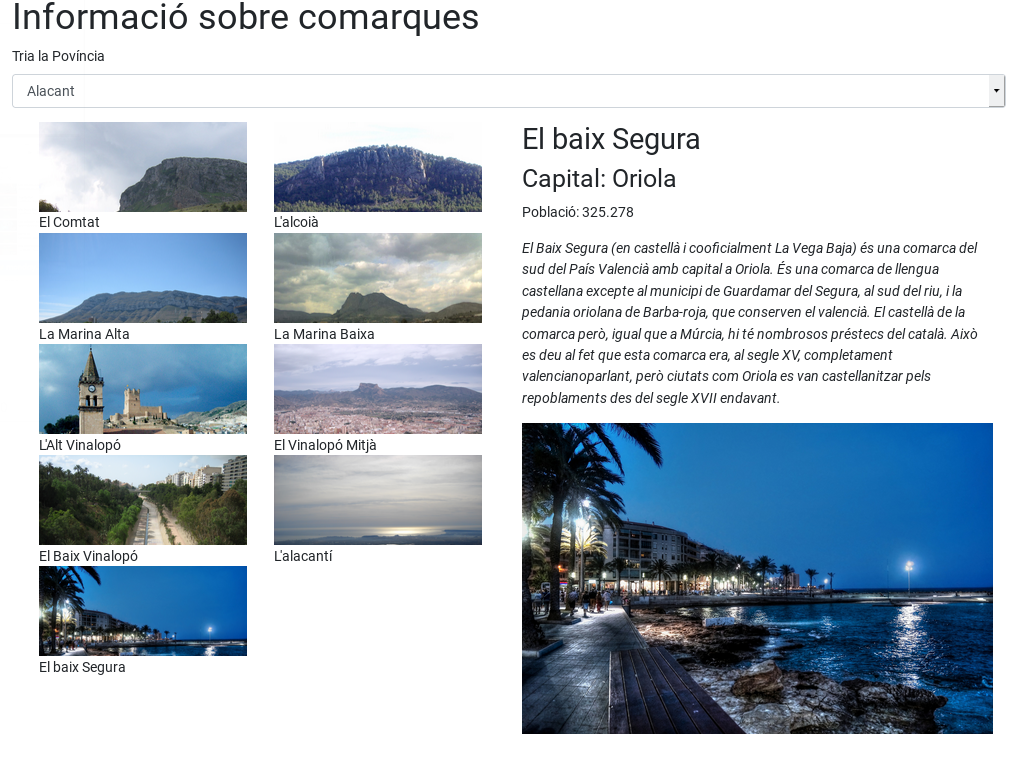 Informació sobre comarques
Tria la Povíncia
Alacant
El Comtat
L'alcoià
La Marina Alta
La Marina Baixa
L'Alt Vinalopó
El Vinalopó Mitjà
El Baix Vinalopó
L'alacantí
El baix Segura
El baix Segura
Capital: Oriola
Població: 325.278
El Baix Segura (en castellà i cooficialment La Vega Baja) és una comarca del
sud del País Valencià amb capital a Oriola. És una comarca de llengua
castellana excepte al municipi de Guardamar del Segura, al sud del riu, i la
pedania oriolana de Barba-roja, que conserven el valencià. El castellà de la
comarca però, igual que a Múrcia, hi té nombrosos préstecs del català. Això
es deu al fet que esta comarca era, al segle XV, completament
valencianoparlant, però ciutats com Oriola es van castellanitzar pels
repoblaments des del segle XVII endavant.